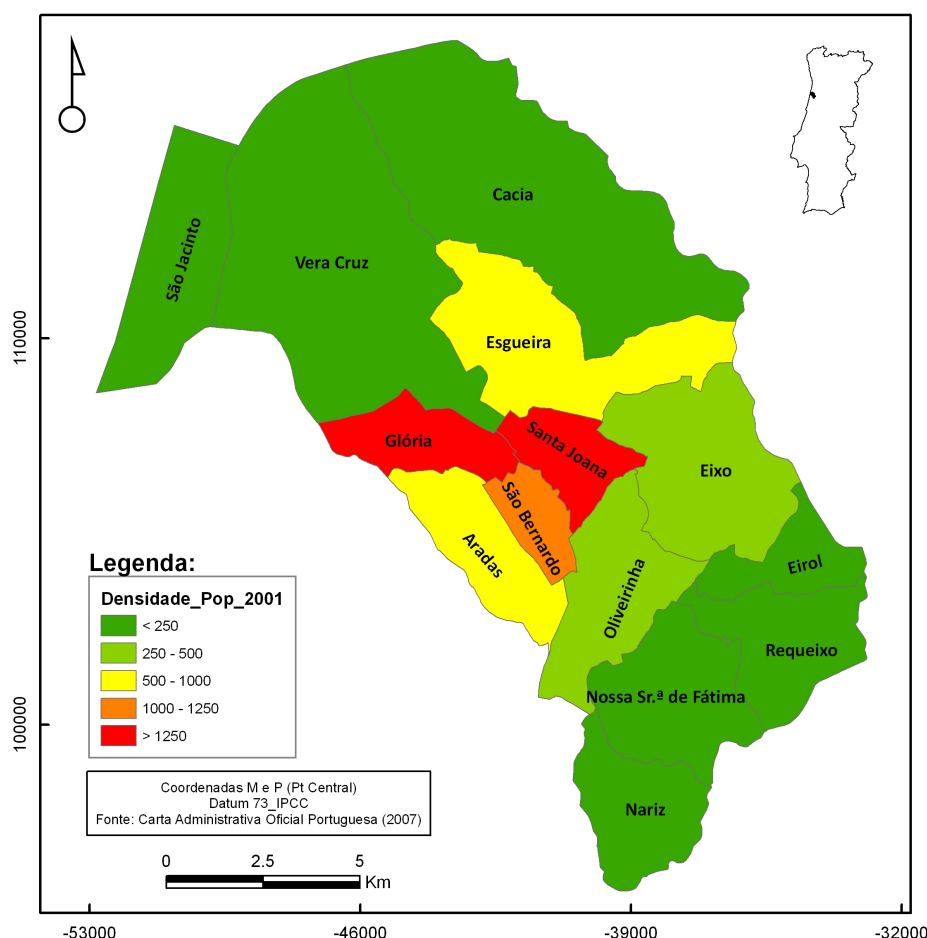 Cacia
São Jacinto
Vera Cruz
110000
Esgueira
Glória
Santa Joana
Eixo
São Bernardo
Aradas
Eirol
Oliveirinha
Requeixo
Nossa Sr.ª de Fátima
100000
Nariz
Legenda:
Densidade_Pop_2001
< 250
250 - 500
500 - 1000
1000 - 1250
> 1250
Coordenadas M e P (Pt Central)
Datum 73_IPCC
Fonte: Carta Administrativa Oficial Portuguesa (2007)
0 2.5 5
Km
-53000 -46000 -39000 -32000